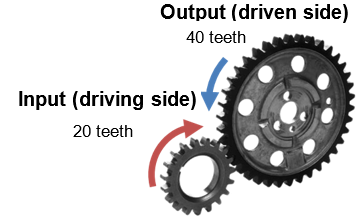 Output (driven side)
40 teeth
Input (driving side)
20 teeth